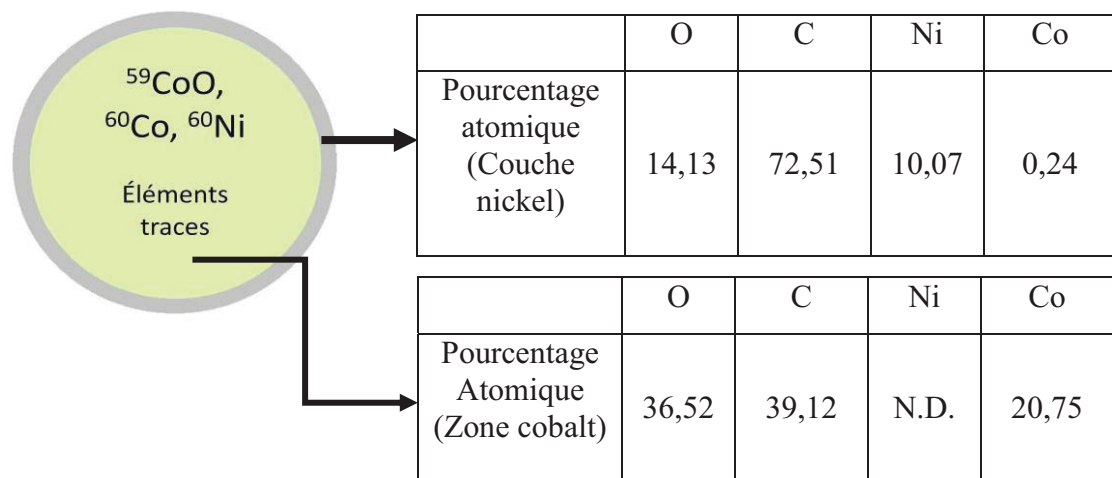 ⁵⁹CoO,
⁶⁰Co, ⁶⁰Ni
Éléments
traces
O C Ni Co
Pourcentage
atomique
(Couche
nickel)
14,13 72,51 10,07 0,24
O C Ni Co
Pourcentage
Atomique
(Zone cobalt)
36,52 39,12 N.D. 20,75